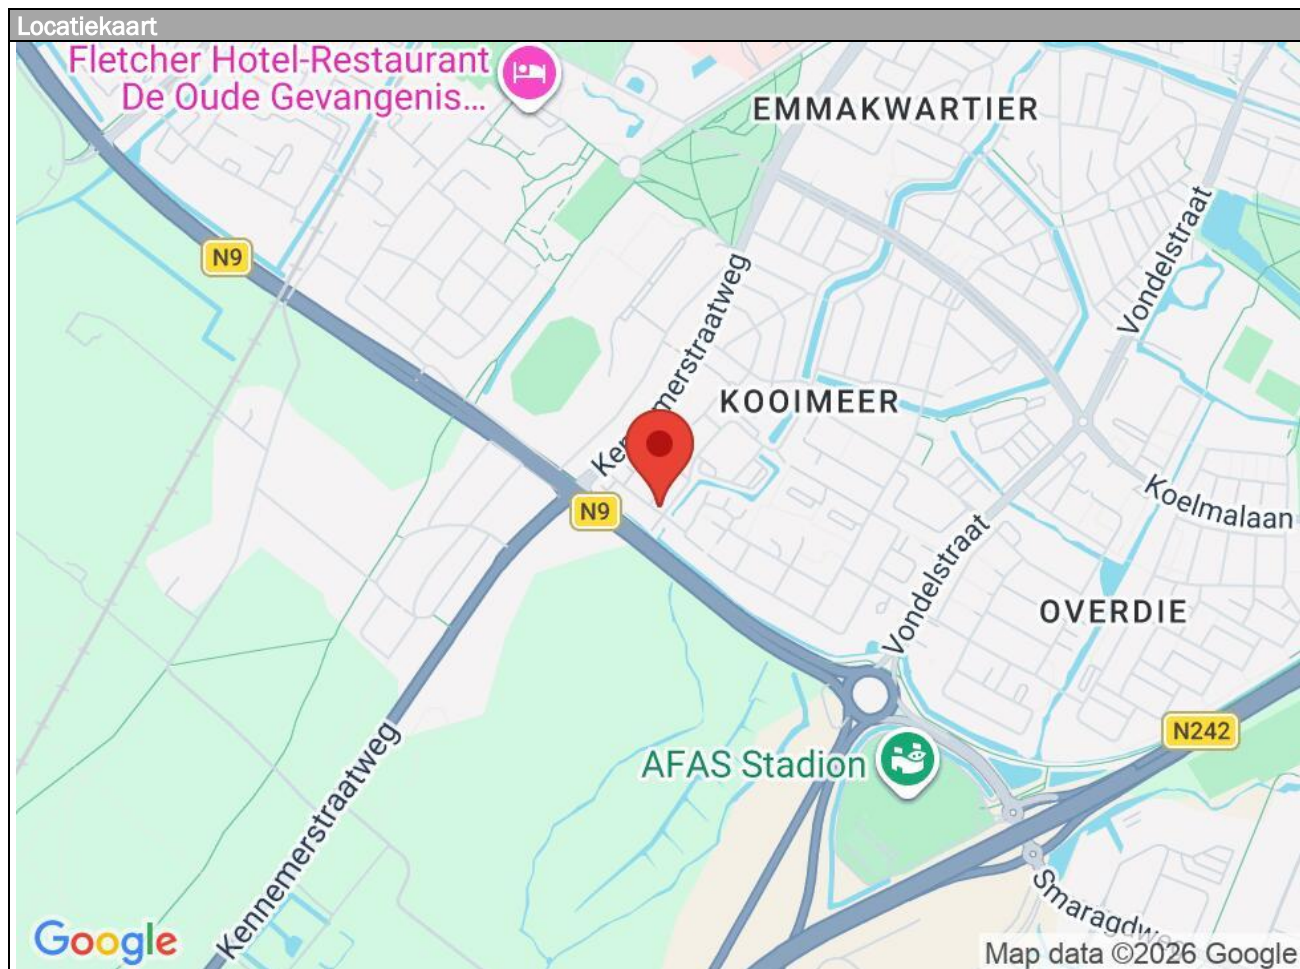 Locatiekaart
Fletcher Hotel-Restaurant
De Oude Gevangenis...
EMMAKWARTIER
N9
Vondelstraat
Kennemerstraatweg
KOOIMEER
N9
Koelmalaan
Vondelstraat
OVERDIE
N242
AFAS Stadion
Kennemerstraatweg
Google
Map data ©2026 Google